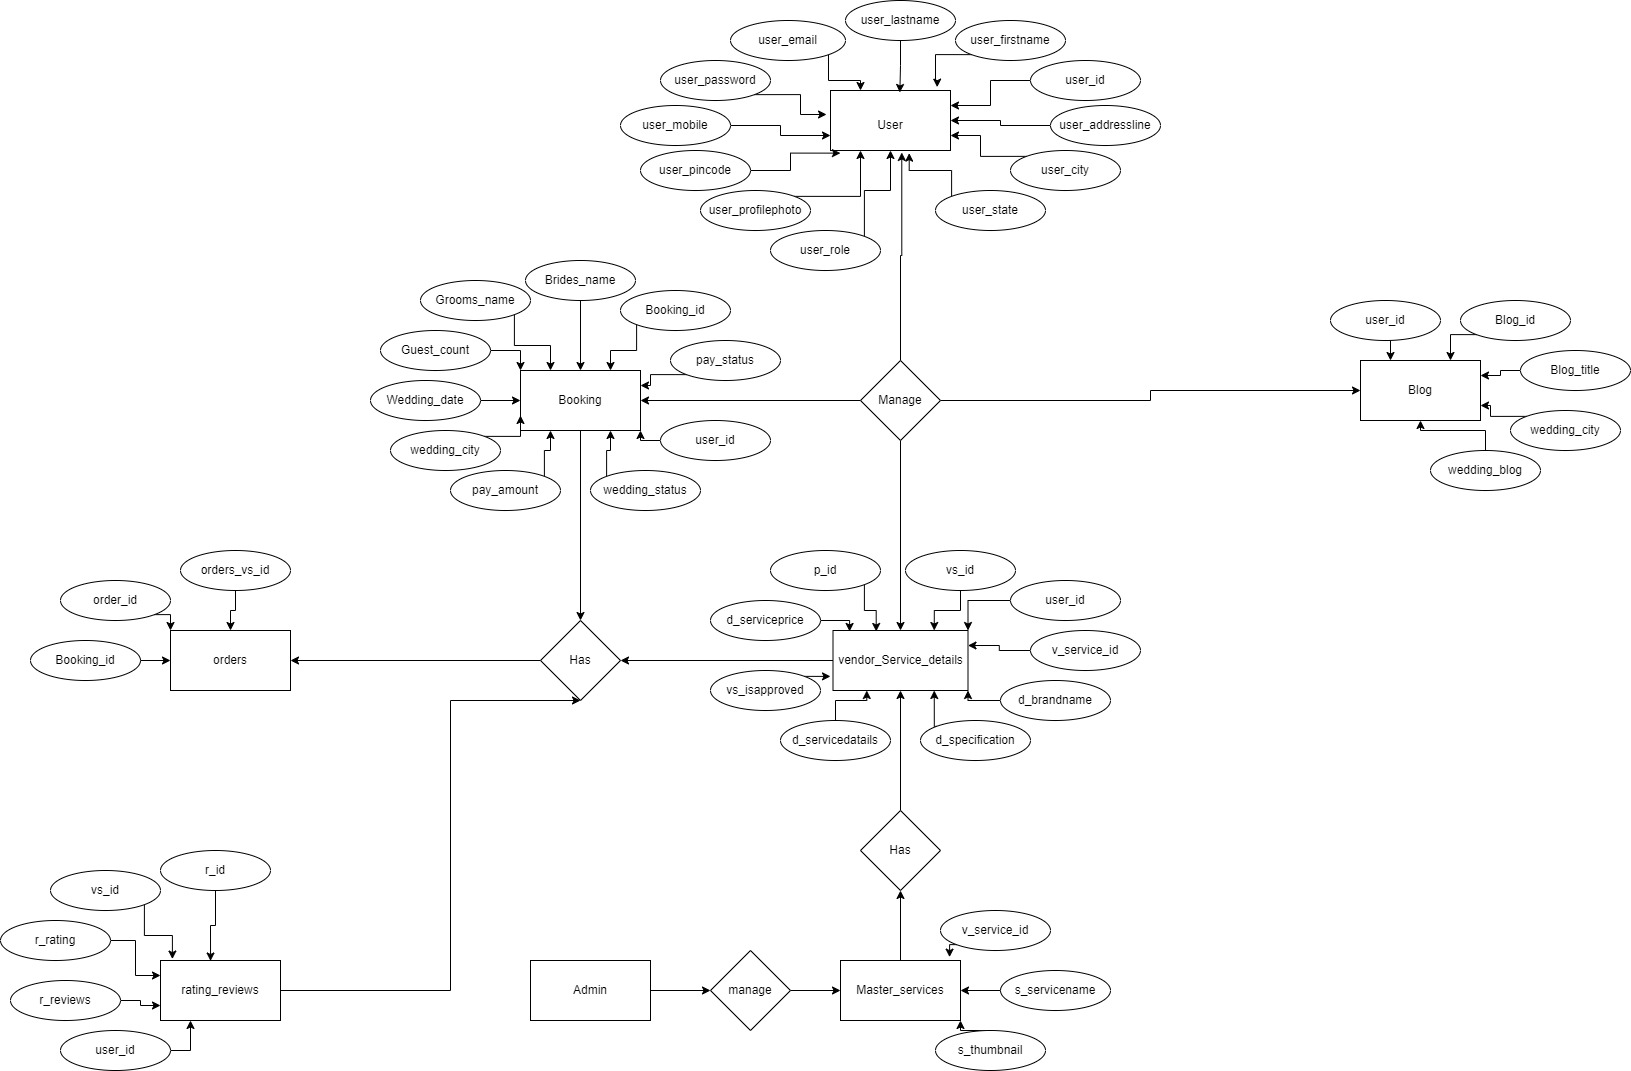 user_lastname
user_email
user_firstname
user_password
user_id
user_mobile
User
user_addressline
user_pincode
user_city
user_profilephoto
user_state
user_role
Brides_name
Grooms_name
Booking_id
Guest_count
pay_status
Wedding_date
Booking
Manage
wedding_city
user_id
pay_amount
wedding_status
user_id
Blog_id
Blog_title
Blog
wedding_city
wedding_blog
orders_vs_id
order_id
Booking_id
orders
Has
p_id
vs_id
d_serviceprice
user_id
vendor_Service_details
v_service_id
vs_isapproved
d_brandname
d_servicedatails
d_specification
Has
r_id
vs_id
r_rating
rating_reviews
r_reviews
user_id
Admin
manage
v_service_id
Master_services
s_servicename
s_thumbnail